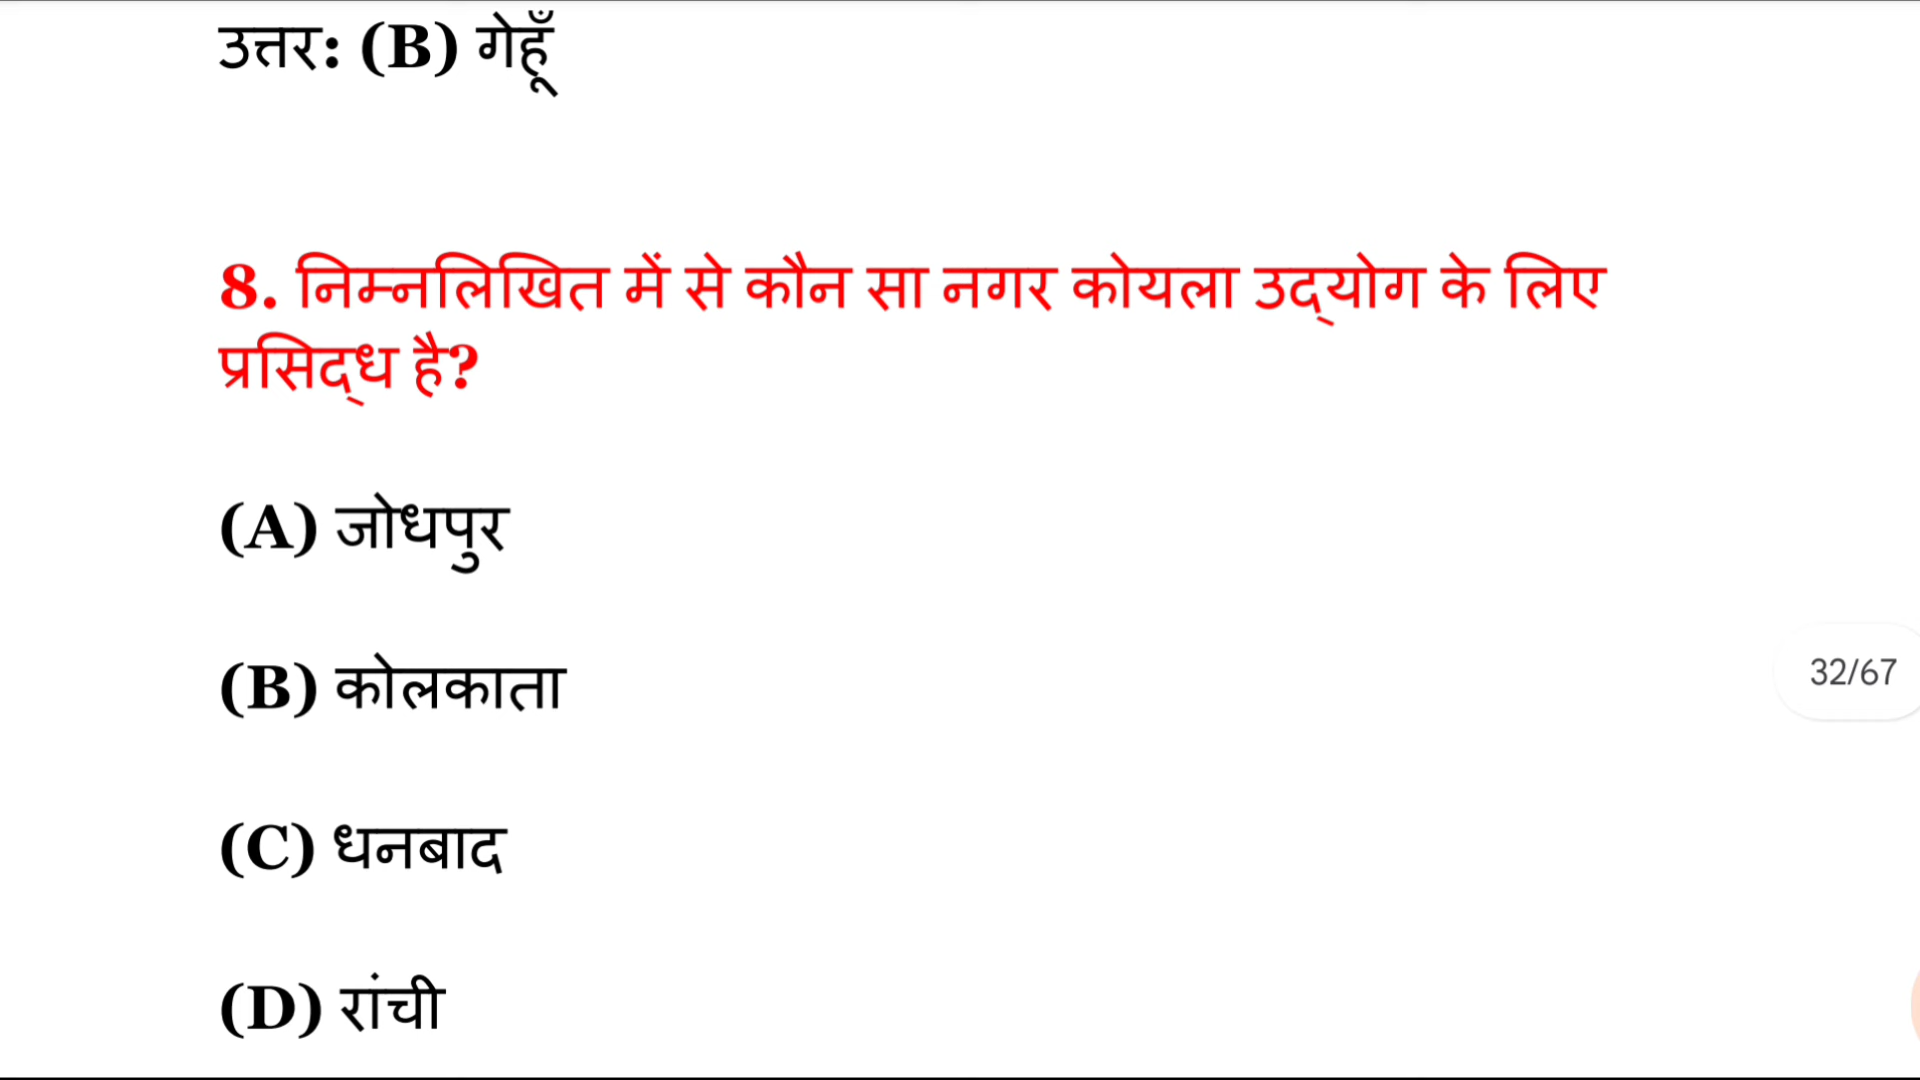 उत्तर: (B) गेहूँ
8. निम्नलिखित में से कौन सा नगर कोयला उद्‌योग के लिए
प्रसिद्‌ध है?
(A) जोधपुर
(B) कोलकाता
32/67
(C) धनबाद
(D) रांची